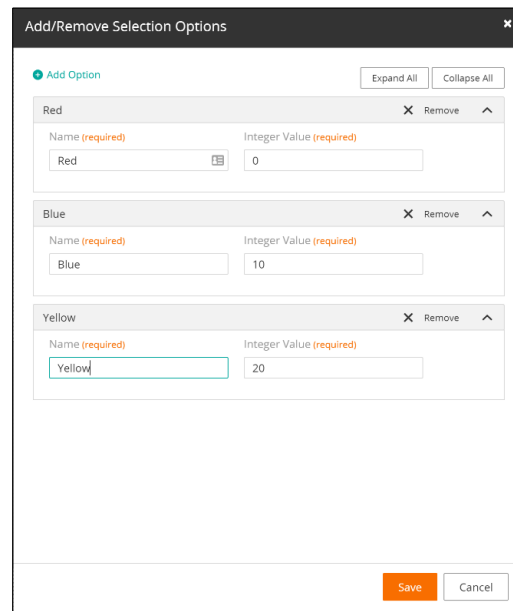 Add/Remove Selection Options
Add Option
Expand All
Collapse All
Red
Remove
Name (required)
Integer Value (required)
Red
0
Blue
Remove
Name (required)
Integer Value (required)
Blue
10
Yellow
Remove
Name (required)
Integer Value (required)
Yellow
20
Save
Cancel